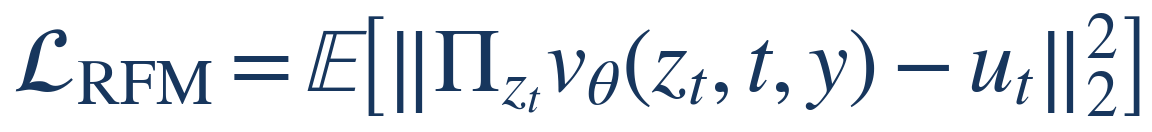 ℒ_RFM = 𝔼[‖Π_{z_t} v_θ(z_t, t, y) − u_t‖₂²]